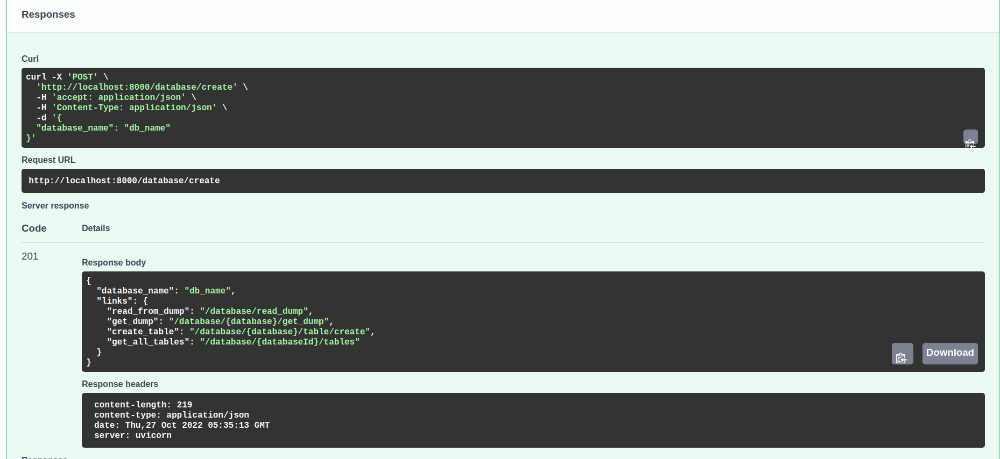 Responses
Curl
curl -X 'POST' \
  'http://localhost:8000/database/create' \
  -H 'accept: application/json' \
  -H 'Content-Type: application/json' \
  -d '{
  "database_name": "db_name"
}'
Request URL
http://localhost:8000/database/create
Server response
Code Details
201
Response body
{
  "database_name": "db_name",
  "links": {
    "read_from_dump": "/database/read_dump",
    "get_dump": "/database/{database}/get_dump",
    "create_table": "/database/{database}/table/create",
    "get_all_tables": "/database/{databaseId}/tables"
  }
}
Download
Response headers
content-length: 219
content-type: application/json
date: Thu,27 Oct 2022 05:35:13 GMT
server: uvicorn
Responses